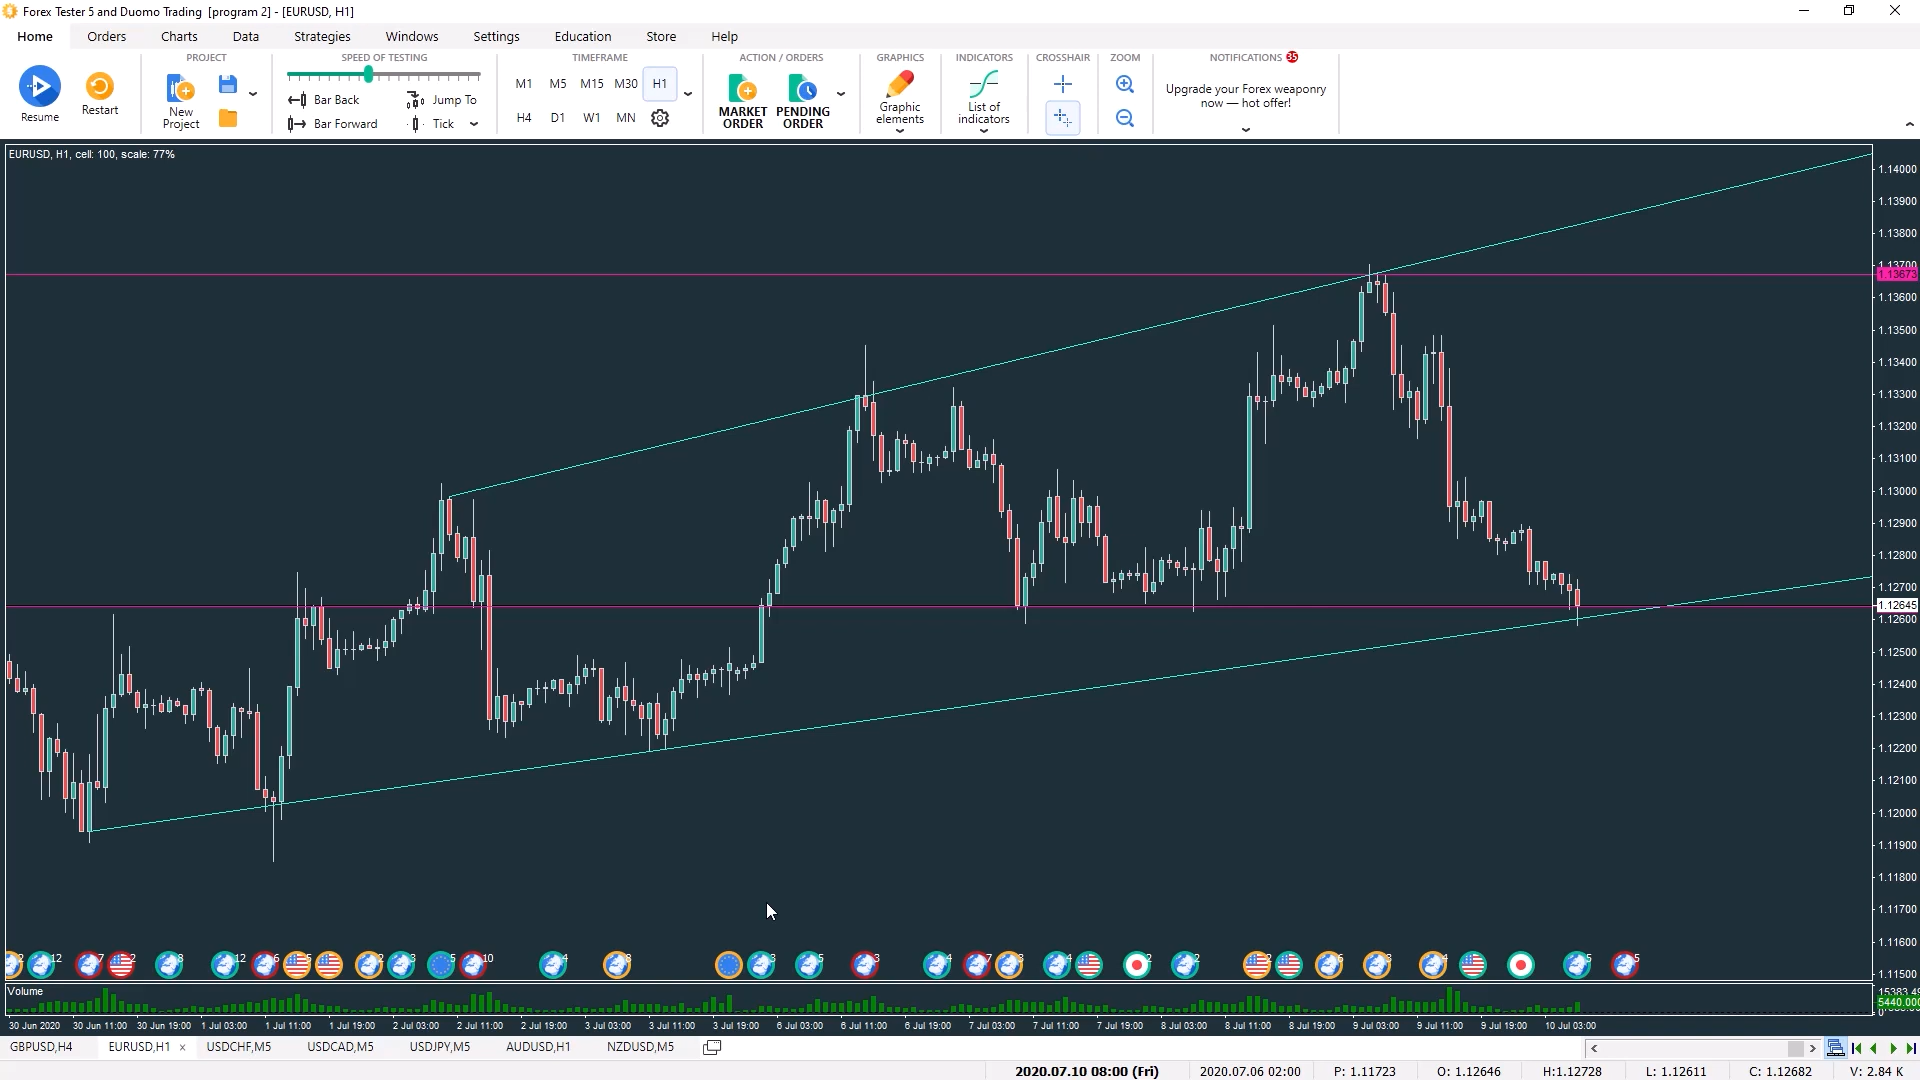 Forex Tester 5 and Duomo Trading [program 2] - [EURUSD, H1]
Home Orders Charts Data Strategies Windows Settings Education Store Help
PROJECT SPEED OF TESTING TIMEFRAME ACTION / ORDERS GRAPHICS INDICATORS CROSSHAIR ZOOM NOTIFICATIONS 35
Resume
Restart
New Project
Bar Back
Jump To
Bar Forward
Tick
M1 M5 M15 M30 H1
H4 D1 W1 MN
MARKET ORDER
PENDING ORDER
Graphic elements
List of indicators
Upgrade your Forex weaponry
now — hot offer!
EURUSD, H1, cell: 100, scale: 77%
1.14000
1.13900
1.13800
1.13700
1.13673
1.13600
1.13500
1.13400
1.13300
1.13200
1.13100
1.13000
1.12900
1.12800
1.12700
1.12645
1.12600
1.12500
1.12400
1.12300
1.12200
1.12100
1.12000
1.11900
1.11800
1.11700
1.11600
1.11500
Volume
5440.000
30 Jun 2020 30 Jun 11:00 30 Jun 19:00 1 Jul 03:00 1 Jul 11:00 1 Jul 19:00 2 Jul 03:00 2 Jul 11:00 2 Jul 19:00 3 Jul 03:00 3 Jul 11:00 3 Jul 19:00 6 Jul 03:00 6 Jul 11:00 6 Jul 19:00 7 Jul 03:00 7 Jul 11:00 7 Jul 19:00 8 Jul 03:00 8 Jul 11:00 8 Jul 19:00 9 Jul 03:00 9 Jul 11:00 9 Jul 19:00 10 Jul 03:00
GBPUSD,H4 EURUSD,H1 × USDCHF,M5 USDCAD,M5 USDJPY,M5 AUDUSD,H1 NZDUSD,M5
2020.07.10 08:00 (Fri) 2020.07.06 02:00 P: 1.11723 O: 1.12646 H:1.12728 L: 1.12611 C: 1.12682 V: 2.84 K